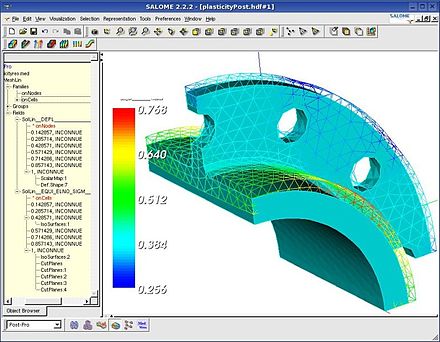 SALOME 2.2.2 - [plasticityPost.hdf#1]
File Edit View Visualization Selection Representation Tools Preferences Window Help
SALOME
Pro
MeshLin
Families
onNodes
onCells
Groups
Fields
SolLin__DEPL____
* onNodes
0.142857, INCONNUE
0.285714, INCONNUE
0.428571, INCONNUE
0.571429, INCONNUE
0.714286, INCONNUE
0.857143, INCONNUE
1, INCONNUE
ScalarMap:1
Def.Shape:7
SolLin__EQUI_ELNO_SIGM__
* onCells
0.142857, INCONNUE
0.285714, INCONNUE
0.428571, INCONNUE
IsoSurfaces:1
0.571429, INCONNUE
0.714286, INCONNUE
0.857143, INCONNUE
1, INCONNUE
IsoSurfaces:2
CutPlanes
CutPlanes:1
CutPlanes:2
CutPlanes:3
CutPlanes:4
Object Browser
0.768
0.640
0.512
0.384
0.256
Post-Pro